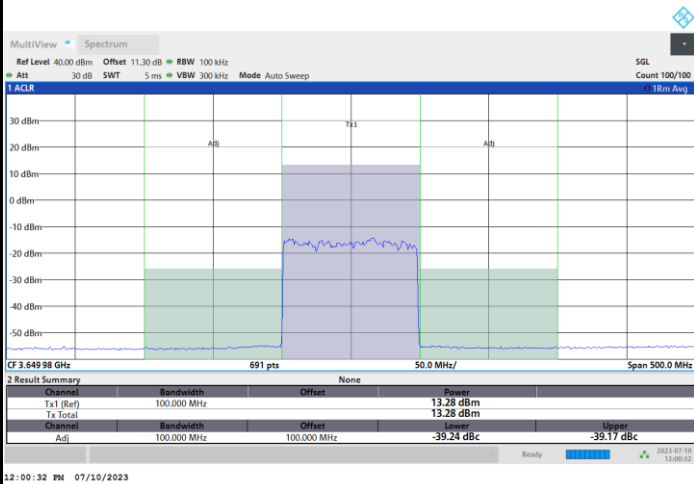 MultiView Spectrum
Ref Level 40.00 dBm Offset 11.30 dB RBW 100 kHz SGL
Att 30 dB SWT 5 ms VBW 300 kHz Mode Auto Sweep Count 100/100
1 ACLR 1Rm Avg
30 dBm
Tx1
20 dBm
Adj Adj
10 dBm
0 dBm
-10 dBm
-20 dBm
-30 dBm
-40 dBm
-50 dBm
CF 3.649 98 GHz 691 pts 50.0 MHz/ Span 500.0 MHz
2 Result Summary None
Channel Bandwidth Offset Power
Tx1 (Ref) 100.000 MHz 13.28 dBm
Tx Total 13.28 dBm
Channel Bandwidth Offset Lower Upper
Adj 100.000 MHz 100.000 MHz -39.24 dBc -39.17 dBc
Ready 2023-07-10
12:00:32
12:00:32 PM 07/10/2023